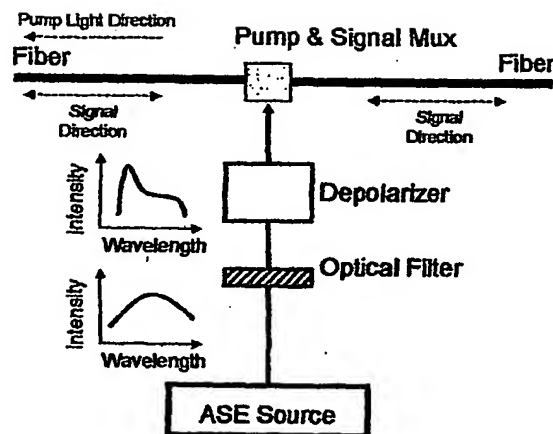 Pump Light Direction
Fiber
Pump & Signal Mux
Fiber
Signal
Direction
Signal
Direction
Intensity
Wavelength
Depolarizer
Optical Filter
Intensity
Wavelength
ASE Source